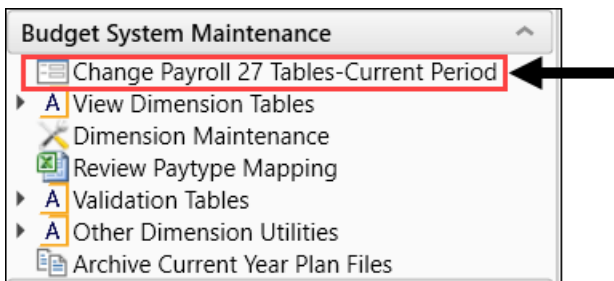 Budget System Maintenance
Change Payroll 27 Tables-Current Period
View Dimension Tables
Dimension Maintenance
Review Paytype Mapping
Validation Tables
Other Dimension Utilities
Archive Current Year Plan Files